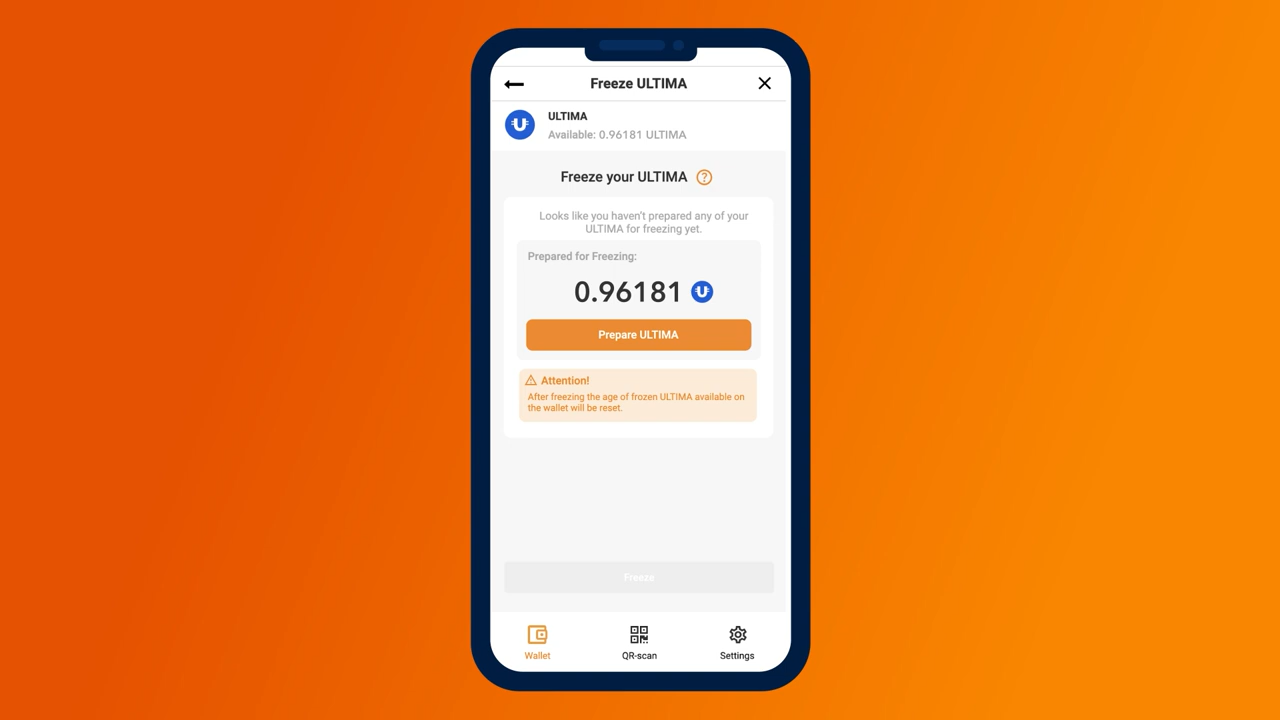 Freeze ULTIMA
ULTIMA
Available: 0.96181 ULTIMA
Freeze your ULTIMA ?
Looks like you haven't prepared any of your
ULTIMA for freezing yet.
Prepared for Freezing:
0.96181
Prepare ULTIMA
Attention!
After freezing the age of frozen ULTIMA available on
the wallet will be reset.
Freeze
Wallet QR-scan Settings